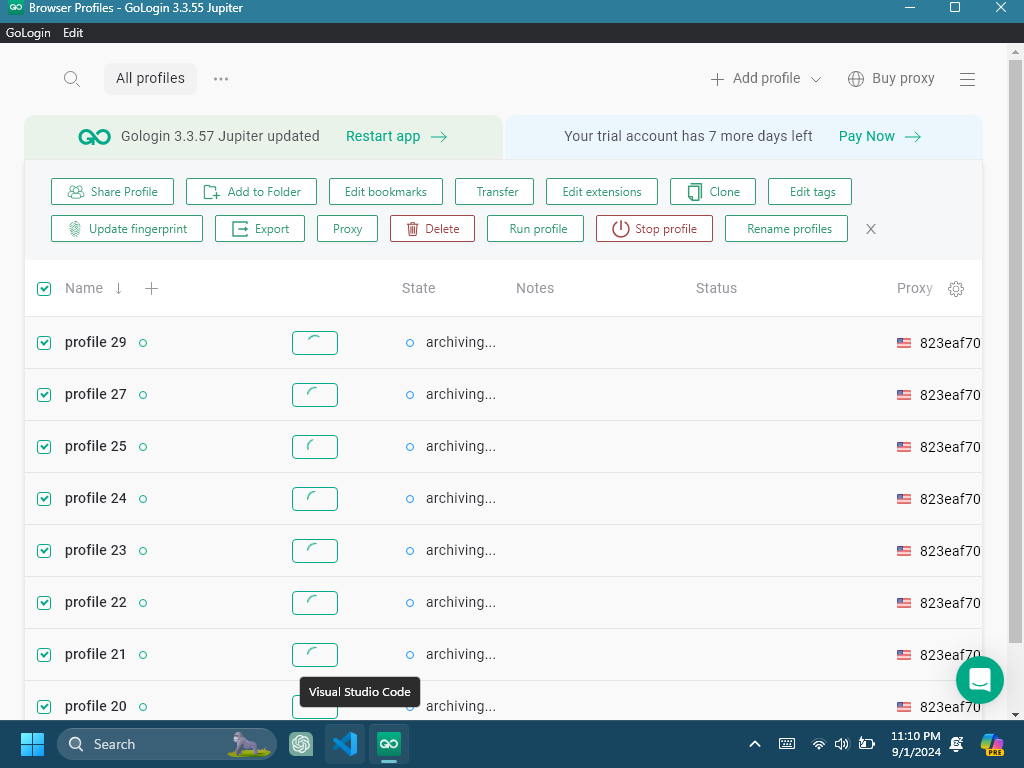 Browser Profiles - GoLogin 3.3.55 Jupiter
GoLogin Edit
All profiles
Add profile
Buy proxy
Gologin 3.3.57 Jupiter updated Restart app
Your trial account has 7 more days left Pay Now
Share Profile Add to Folder Edit bookmarks Transfer Edit extensions Clone Edit tags
Update fingerprint Export Proxy Delete Run profile Stop profile Rename profiles
Name State Notes Status Proxy
profile 29 archiving... 823eaf70
profile 27 archiving... 823eaf70
profile 25 archiving... 823eaf70
profile 24 archiving... 823eaf70
profile 23 archiving... 823eaf70
profile 22 archiving... 823eaf70
profile 21 archiving... 823eaf70
Visual Studio Code
profile 20 archiving... 823eaf70
Search
11:10 PM
9/1/2024
PRE